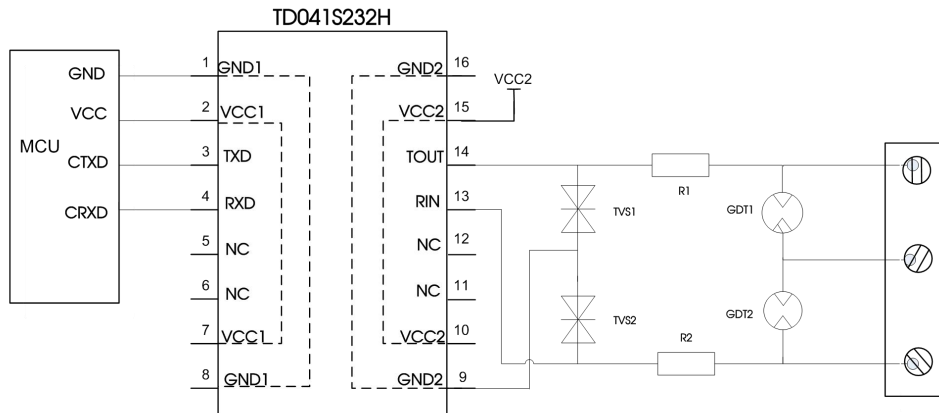 TD041S232H
MCU
GND
VCC
CTXD
CRXD
1 GND1
2 VCC1
3 TXD
4 RXD
5 NC
6 NC
7 VCC1
8 GND1
GND2 16
VCC2 15
TOUT 14
RIN 13
NC 12
NC 11
VCC2 10
GND2 9
VCC2
TVS1
TVS2
R1
R2
GDT1
GDT2